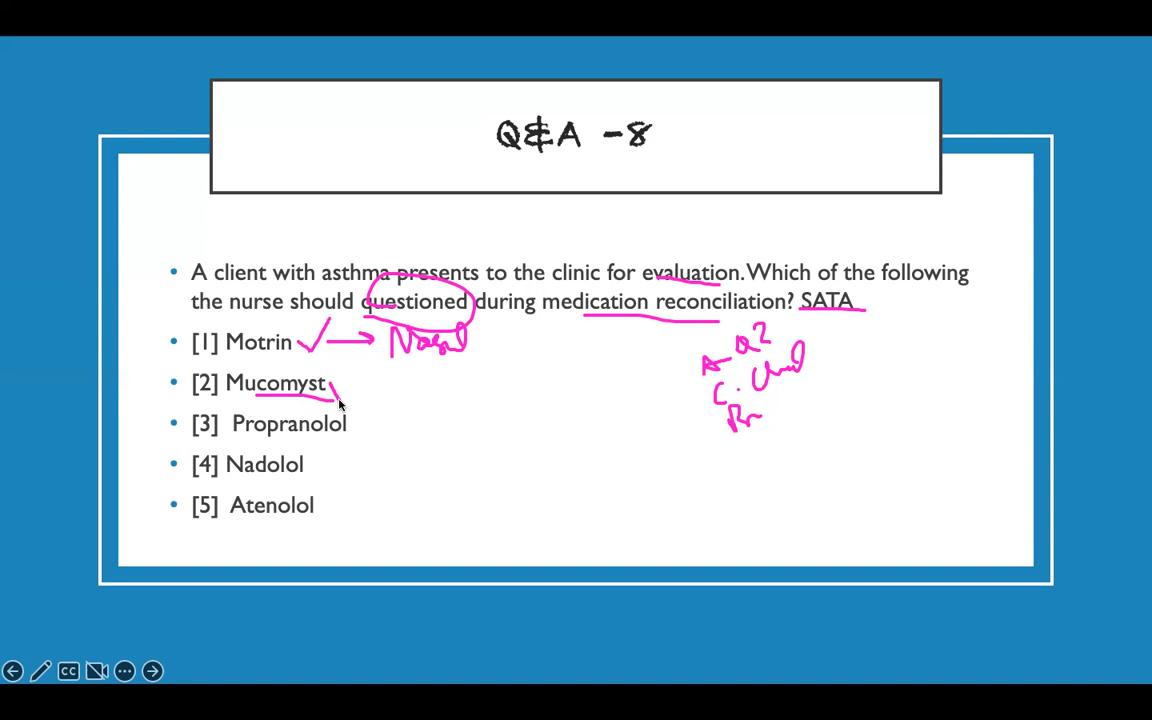 Q&A -8
• A client with asthma presents to the clinic for evaluation. Which of the following
the nurse should questioned during medication reconciliation? SATA
• [1] Motrin
• [2] Mucomyst
• [3] Propranolol
• [4] Nadolol
• [5] Atenolol
CC